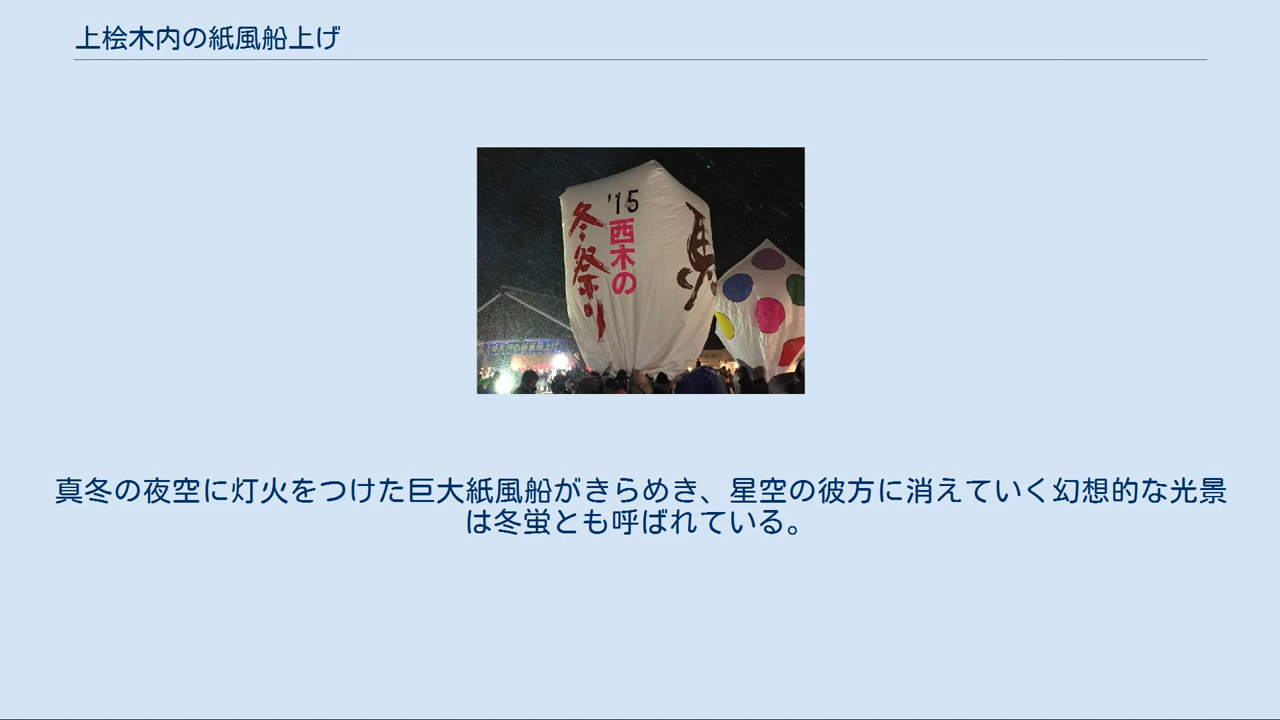 上桧木内の紙風船上げ
'15
西木の
冬祭り
真冬の夜空に灯火をつけた巨大紙風船がきらめき、星空の彼方に消えていく幻想的な光景
は冬蛍とも呼ばれている。